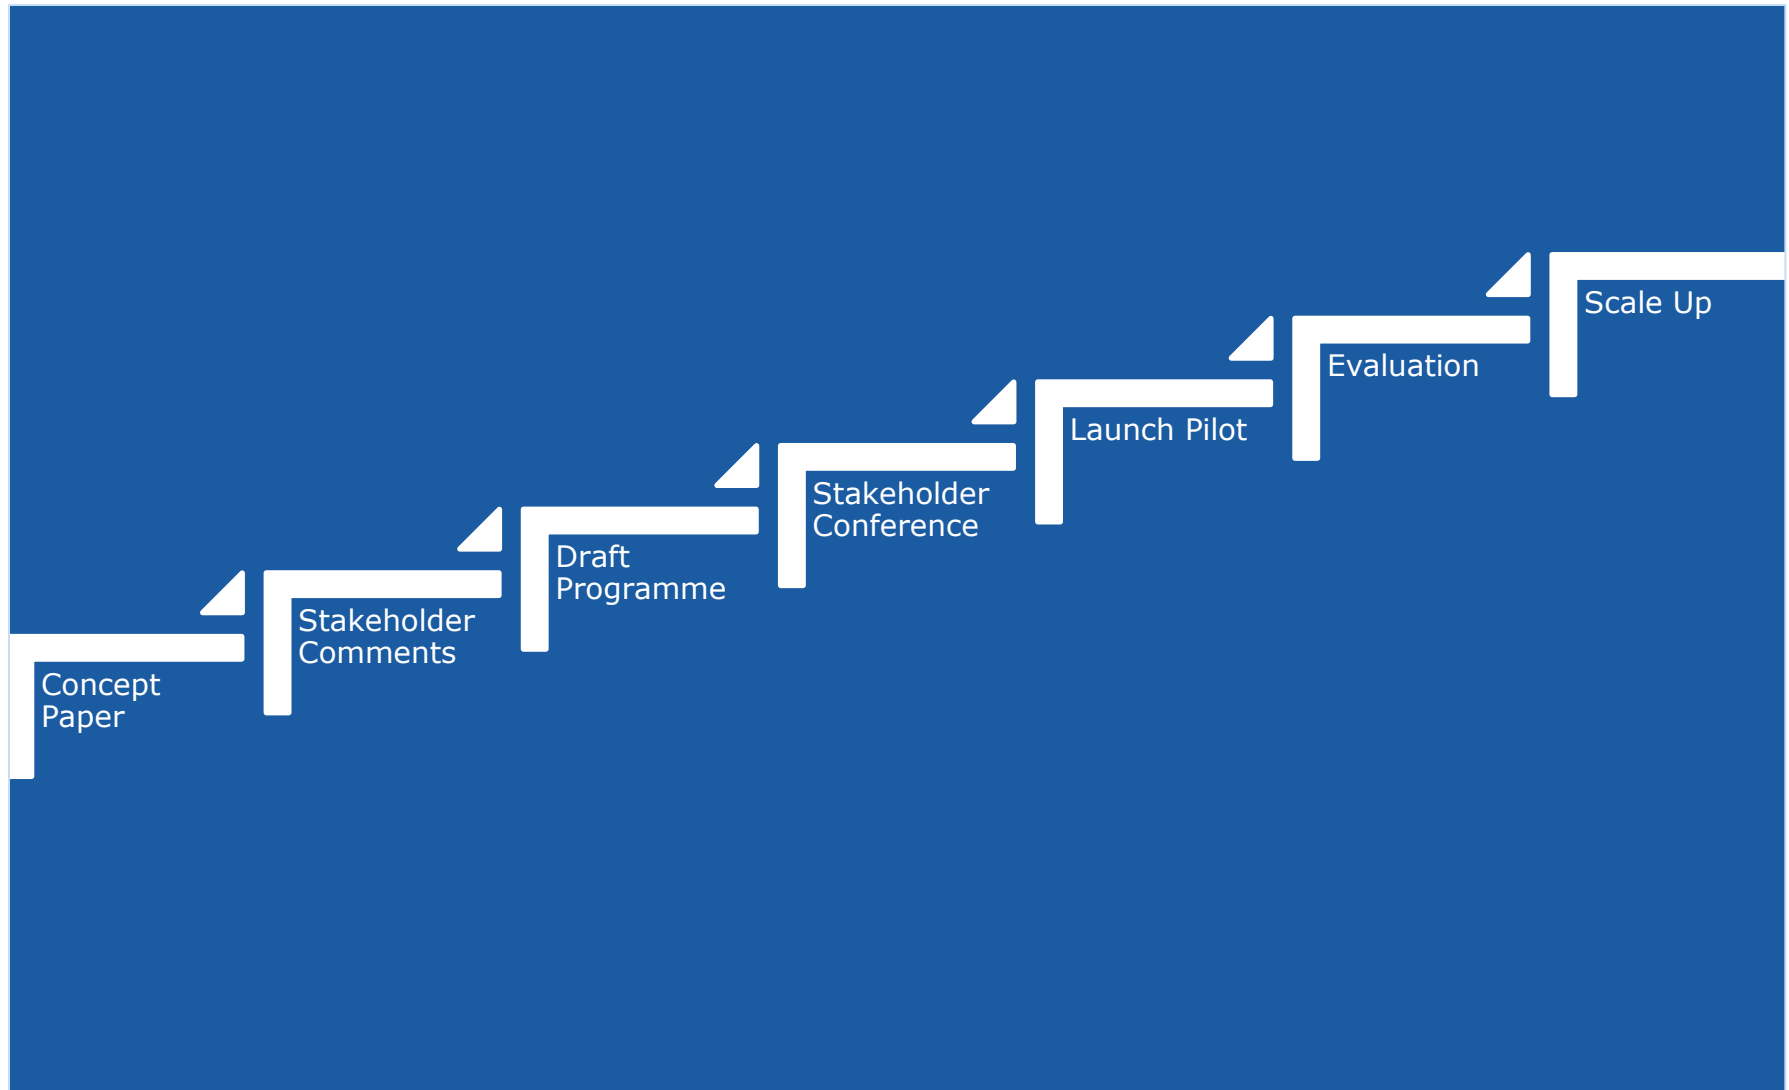 Concept
Paper
Stakeholder
Comments
Draft
Programme
Stakeholder
Conference
Launch Pilot
Evaluation
Scale Up